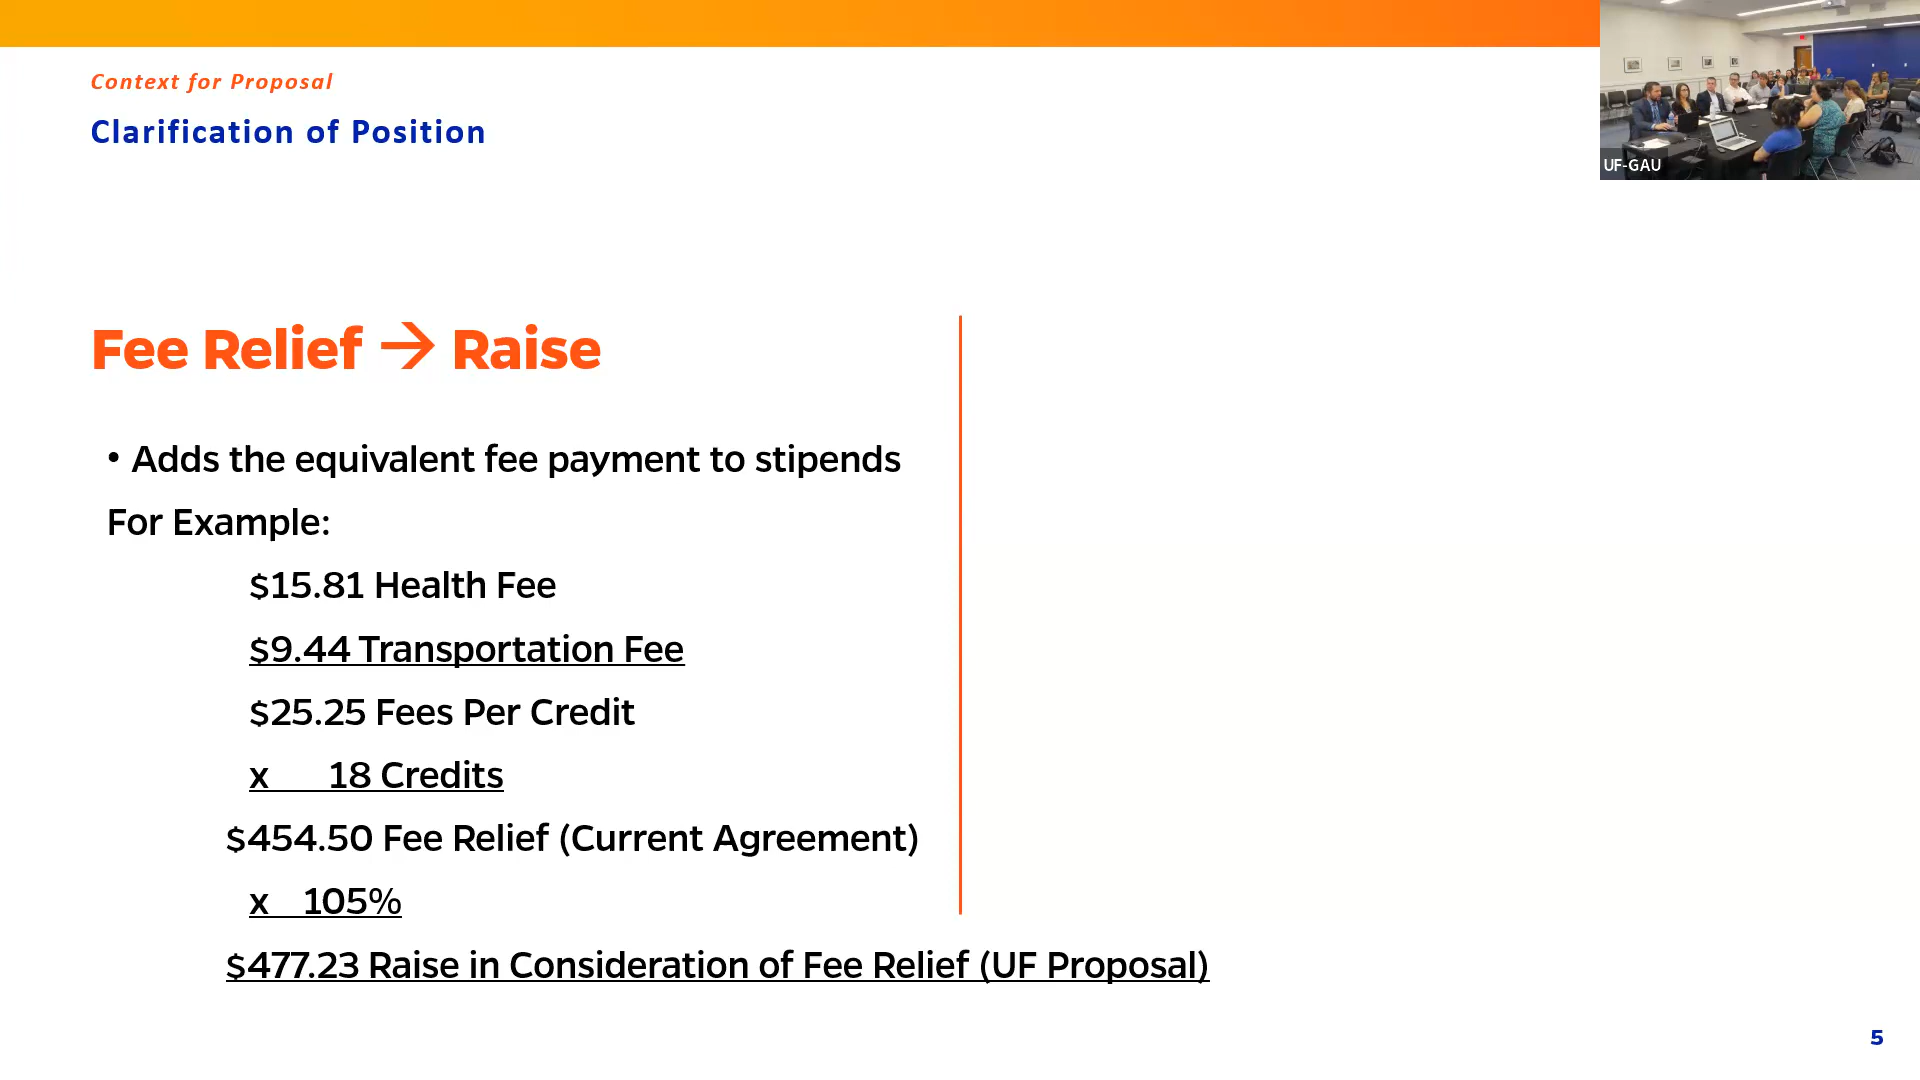 Context for Proposal
Clarification of Position
UF-GAU
Fee Relief → Raise
• Adds the equivalent fee payment to stipends
For Example:
$15.81 Health Fee
$9.44 Transportation Fee
$25.25 Fees Per Credit
x 18 Credits
$454.50 Fee Relief (Current Agreement)
x 105%
$477.23 Raise in Consideration of Fee Relief (UF Proposal)
5